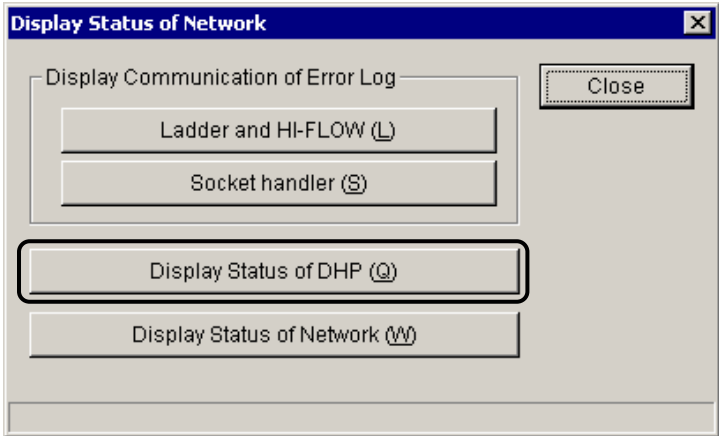 Display Status of Network
Display Communication of Error Log
Close
Ladder and HI-FLOW (L)
Socket handler (S)
Display Status of DHP (Q)
Display Status of Network (W)